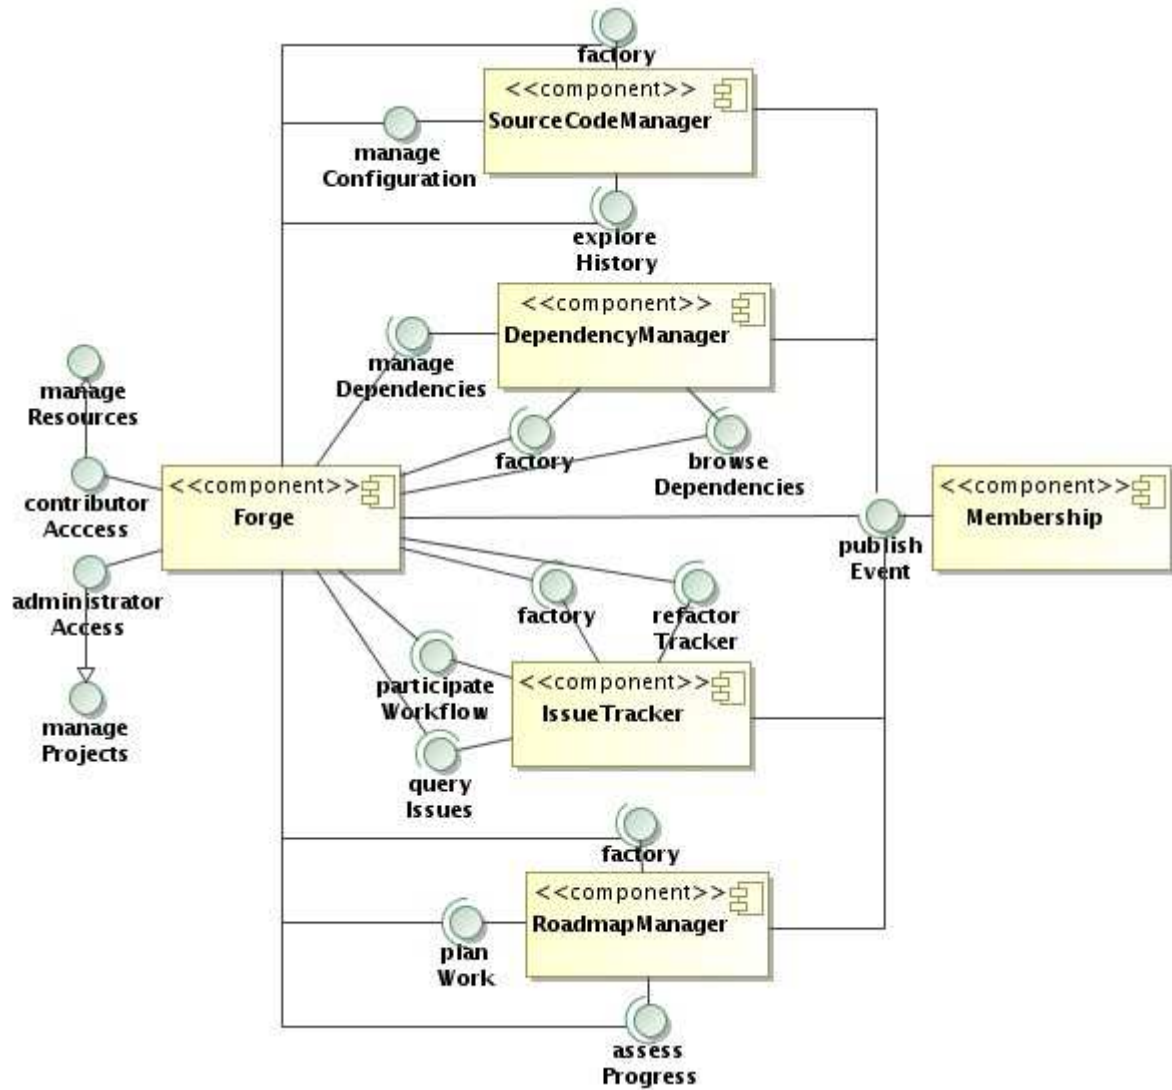 factory
<<component>>
SourceCodeManager
manage
Configuration
explore
History
<<component>>
DependencyManager
manage
Dependencies
manage
Resources
factory
browse
Dependencies
contributor
Acccess
<<component>>
Forge
<<component>>
Membership
publish
Event
administrator
Access
factory
refactor
Tracker
participate
Workflow
<<component>>
IssueTracker
manage
Projects
query
Issues
factory
<<component>>
RoadmapManager
plan
Work
assess
Progress